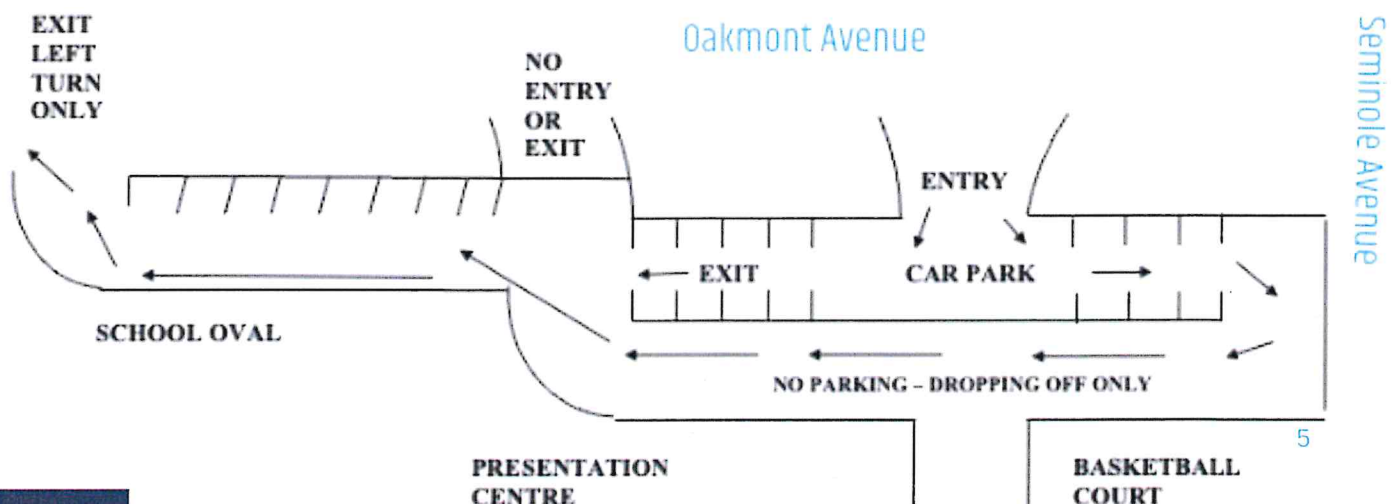 EXIT
LEFT
TURN
ONLY
Oakmont Avenue
NO
ENTRY
OR
EXIT
Seminole Avenue
ENTRY
EXIT
CAR PARK
SCHOOL OVAL
NO PARKING – DROPPING OFF ONLY
5
PRESENTATION
CENTRE
BASKETBALL
COURT